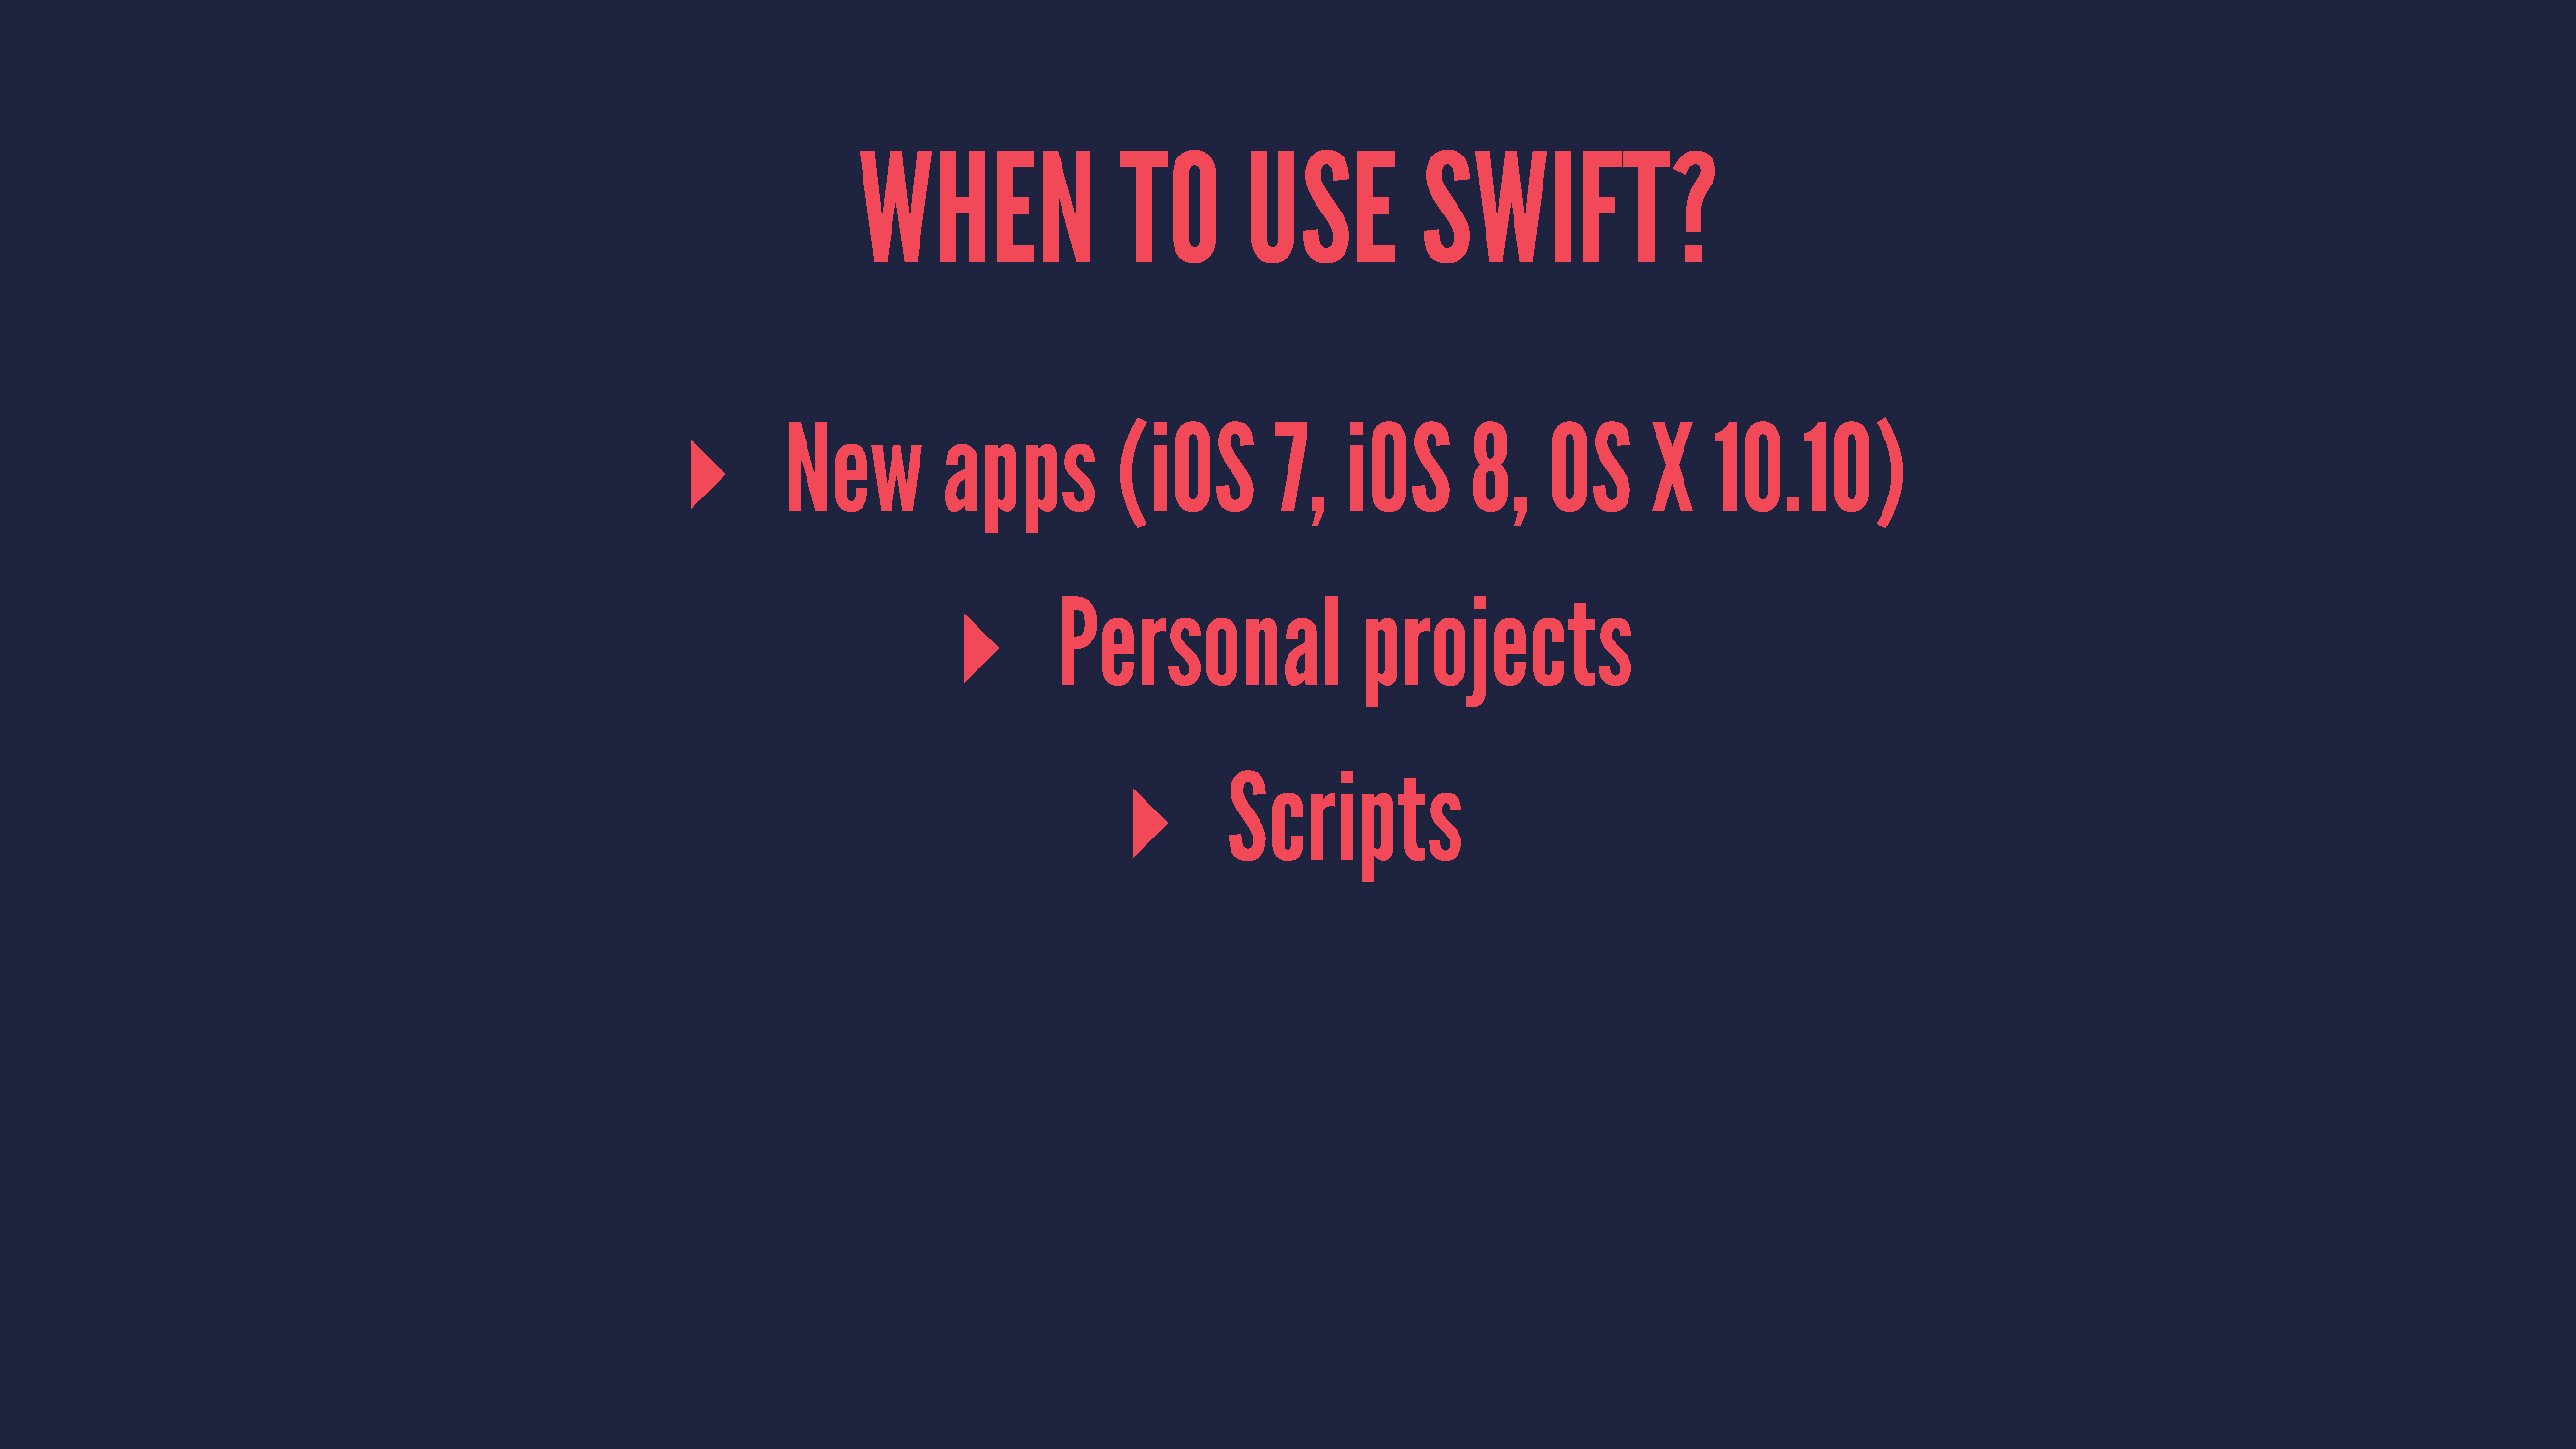 WHEN TO USE SWIFT?
▸ New apps (iOS 7, iOS 8, OS X 10.10)
▸ Personal projects
▸ Scripts